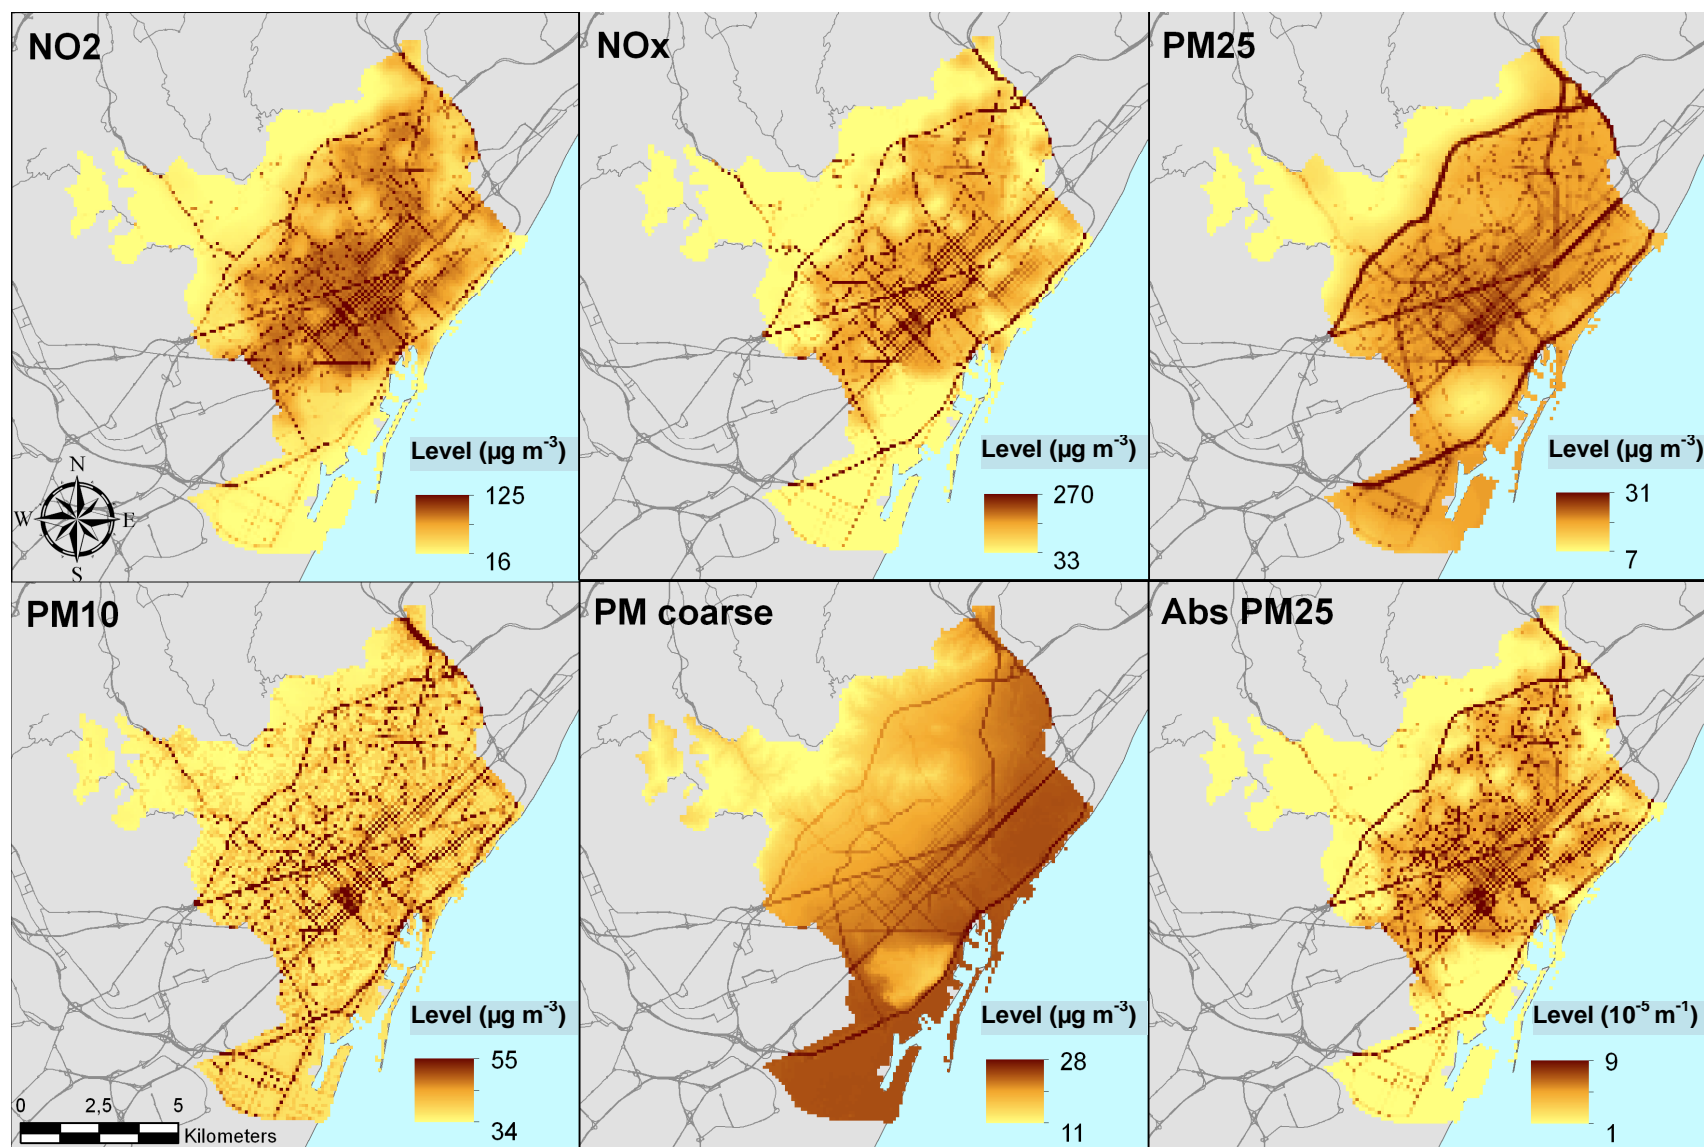 NO2
NOx
PM25
Level (µg m-3)
125
16
N
W
E
S
Level (µg m-3)
270
33
Level (µg m-3)
31
7
PM10
PM coarse
Abs PM25
Level (µg m-3)
55
34
0 2,5 5
Kilometers
Level (µg m-3)
28
11
Level (10-5 m-1)
9
1